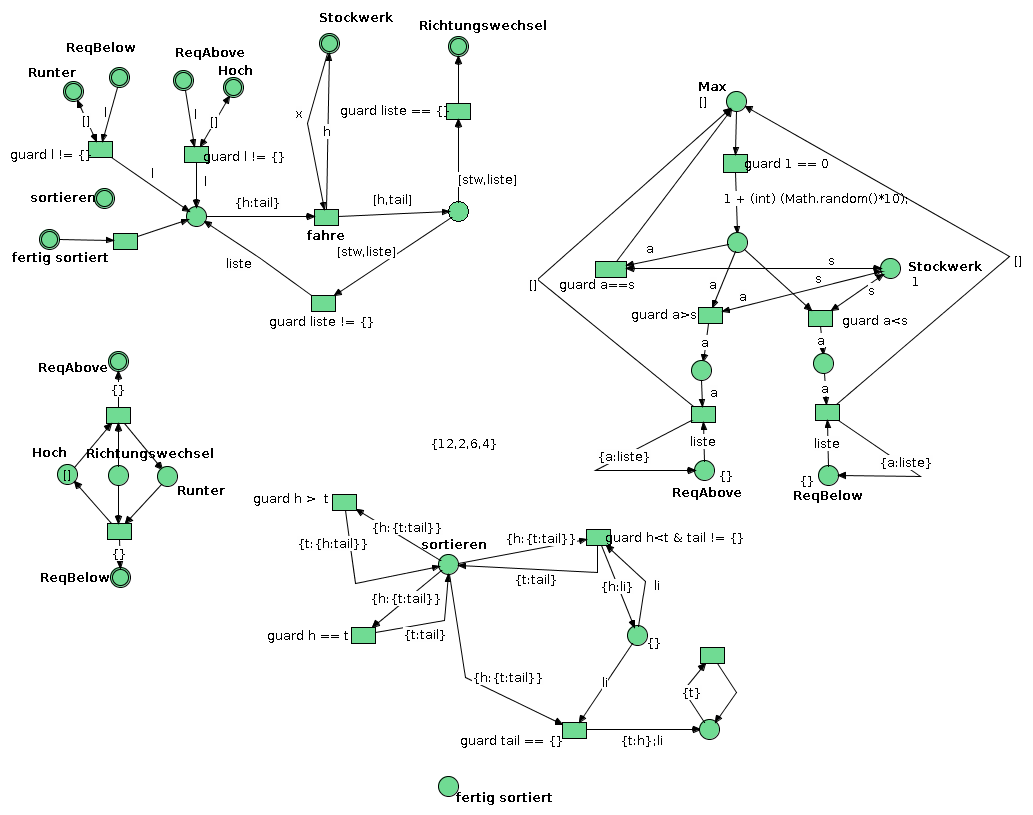 Stockwerk
Richtungswechsel
ReqBelow
ReqAbove
Runter
Hoch
guard liste == {}
x
h
l
[]
l
[]
guard l != {}
guard l != {}
l
l
sortieren
{h:tail}
[h,tail]
[stw,liste]
fahre
fertig sortiert
liste
[stw,liste]
guard liste != {}
Max
[]
guard 1 == 0
1 + (int) (Math.random()*10);
a
s
Stockwerk
1
guard a==s
[]
[]
a
a
s
s
guard a>s
guard a<s
a
a
a
a
liste
liste
{a:liste}
{a:liste}
{}
{}
ReqAbove
ReqBelow
ReqAbove
{}
Hoch
[]
Richtungswechsel
Runter
{}
ReqBelow
{12,2,6,4}
guard h > t
{h:{t:tail}}
{t:{h:tail}}
sortieren
{h:{t:tail}}
guard h<t & tail != {}
{t:tail}
{h:li}
li
{h:{t:tail}}
guard h == t
{t:tail}
{}
{h:{t:tail}}
li
{t}
guard tail == {}
{t:h};li
fertig sortiert